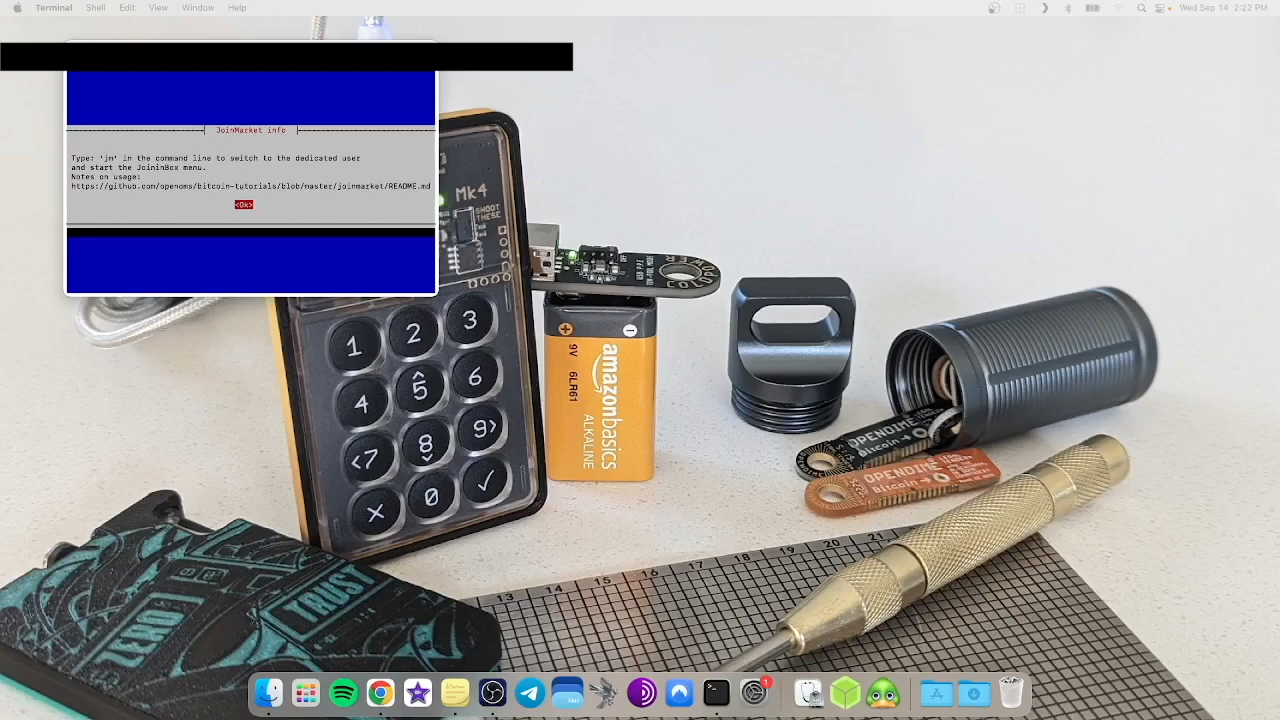 Terminal Shell Edit View Window Help
Wed Sep 14 2:22 PM
JoinMarket info
Type: 'jm' in the command line to switch to the dedicated user
and start the JoininBox menu.
Notes on usage:
https://github.com/openoms/bitcoin-tutorials/blob/master/joinmarket/README.md
<Ok>
Mk4
SHOOT
THESE
OFF
1 2 3
4 5 6
<7 8 9>
× 0 ✓
9V 6LR61
amazonbasics
ALKALINE
OPENDIME
Bitcoin→
OPENDIME
Bitcoin→
13 14 15 16 17 18 19 20 21
ZERO
TRUST
1